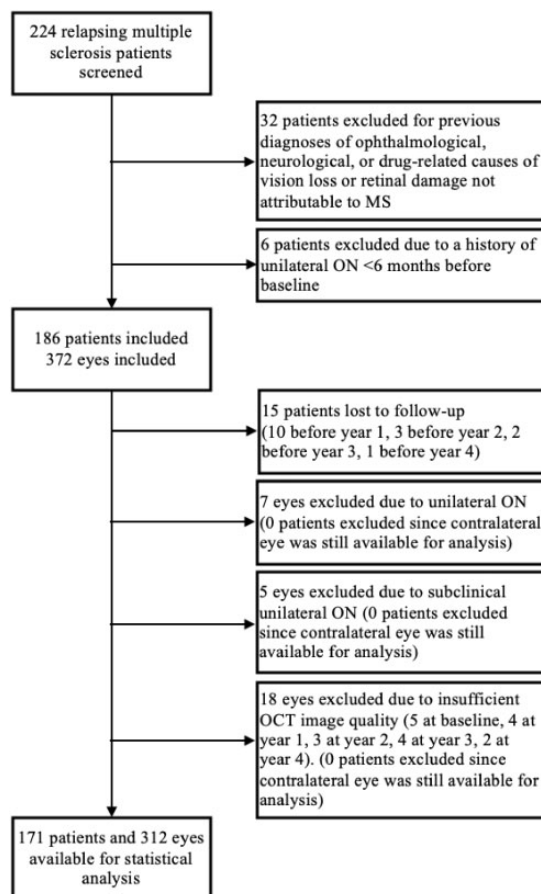 224 relapsing multiple
sclerosis patients
screened
32 patients excluded for previous
diagnoses of ophthalmological,
neurological, or drug-related causes of
vision loss or retinal damage not
attributable to MS
6 patients excluded due to a history of
unilateral ON <6 months before
baseline
186 patients included
372 eyes included
15 patients lost to follow-up
(10 before year 1, 3 before year 2, 2
before year 3, 1 before year 4)
7 eyes excluded due to unilateral ON
(0 patients excluded since contralateral
eye was still available for analysis)
5 eyes excluded due to subclinical
unilateral ON (0 patients excluded
since contralateral eye was still
available for analysis)
18 eyes excluded due to insufficient
OCT image quality (5 at baseline, 4 at
year 1, 3 at year 2, 4 at year 3, 2 at
year 4). (0 patients excluded since
contralateral eye was still available for
analysis)
171 patients and 312 eyes
available for statistical
analysis